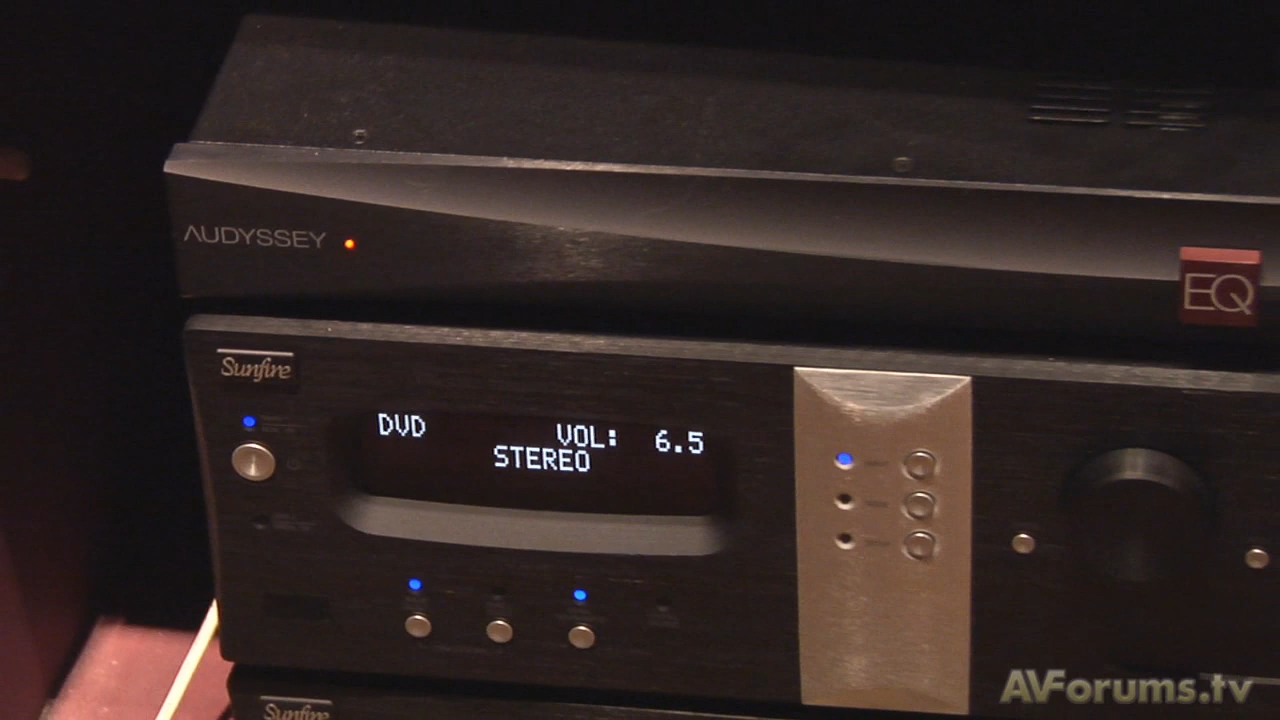 AUDYSSEY
EQ
Sunfire
DVD VOL: 6.5
STEREO
Sunfire
AVForums.tv